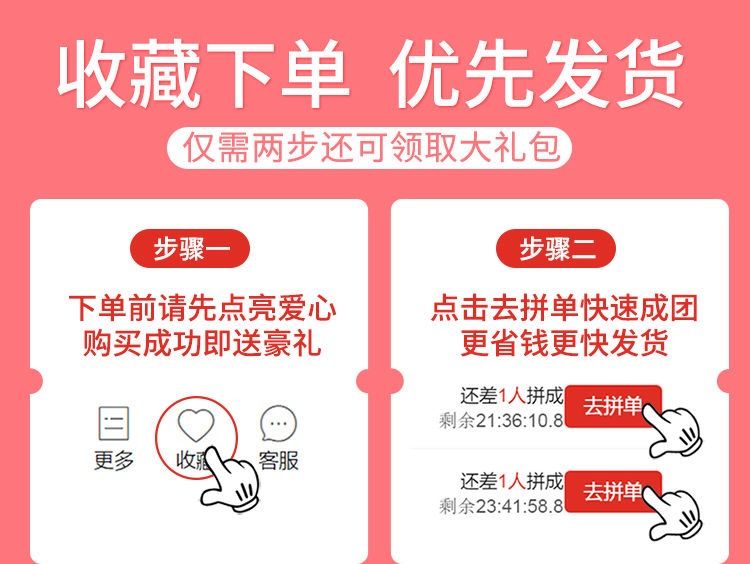 收藏下单 优先发货
仅需两步还可领取大礼包
步骤一
下单前请先点亮爱心
购买成功即送豪礼
更多
收藏
客服
步骤二
点击去拼单快速成团
更省钱更快发货
还差1人拼成
剩余21:36:10.8
去拼单
还差1人拼成
剩余23:41:58.8
去拼单